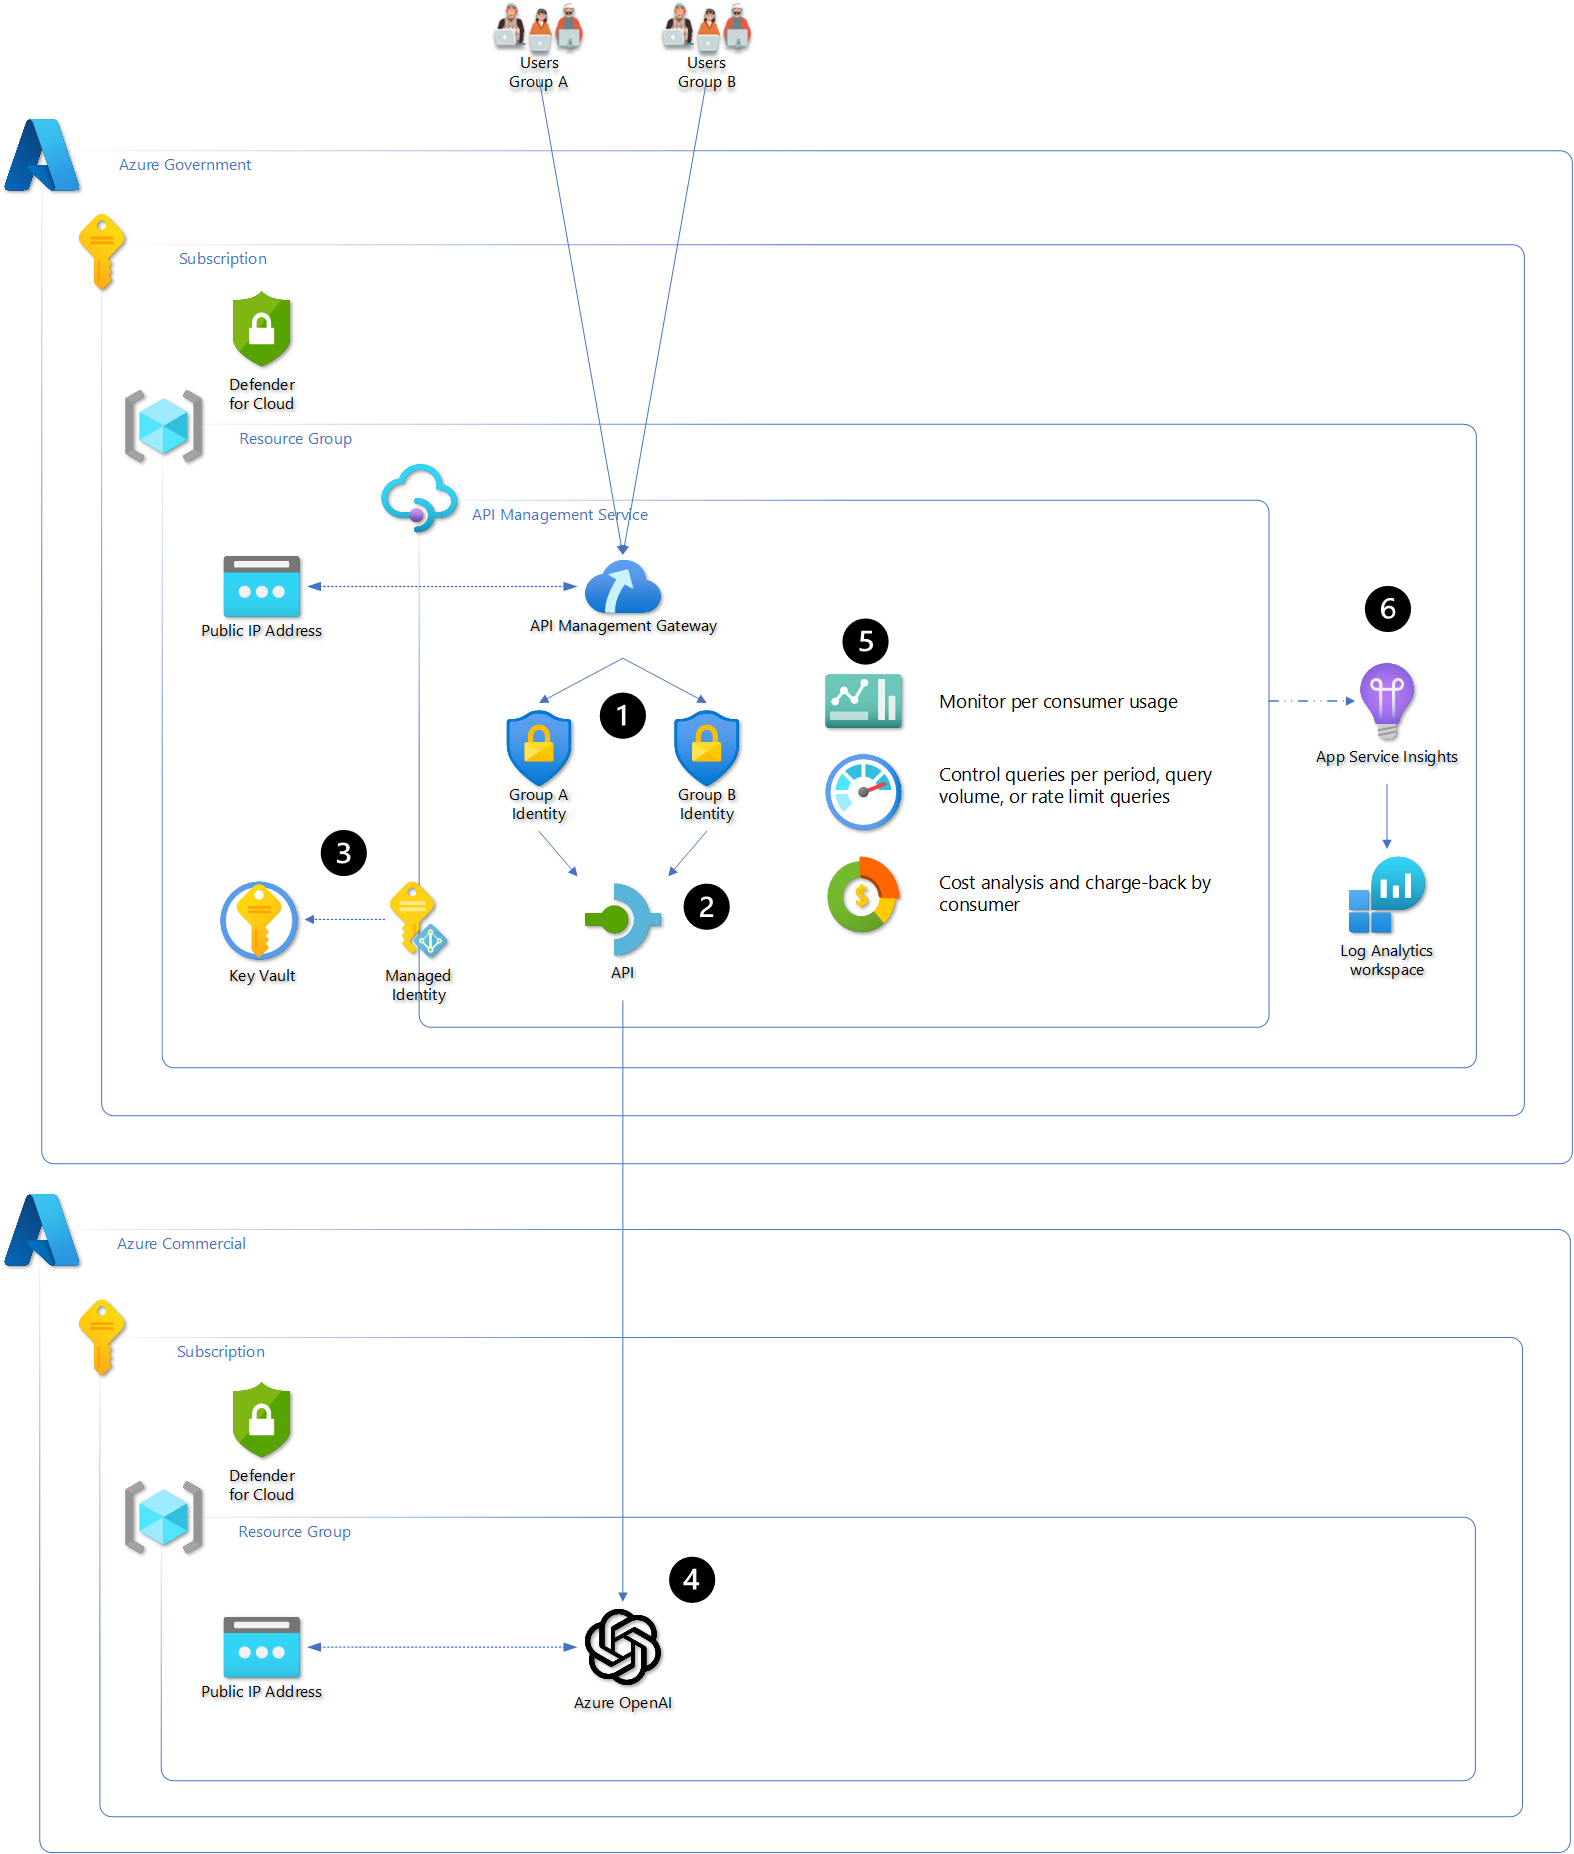 Users
Group A
Users
Group B
Azure Government
Subscription
Defender
for Cloud
Resource Group
API Management Service
Public IP Address
API Management Gateway
6
5
1
Monitor per consumer usage
App Service Insights
Control queries per period, query
volume, or rate limit queries
Group A
Identity
Group B
Identity
3
2
Cost analysis and charge-back by
consumer
Key Vault
Managed
Identity
API
Log Analytics
workspace
Azure Commercial
Subscription
Defender
for Cloud
Resource Group
4
Public IP Address
Azure OpenAI